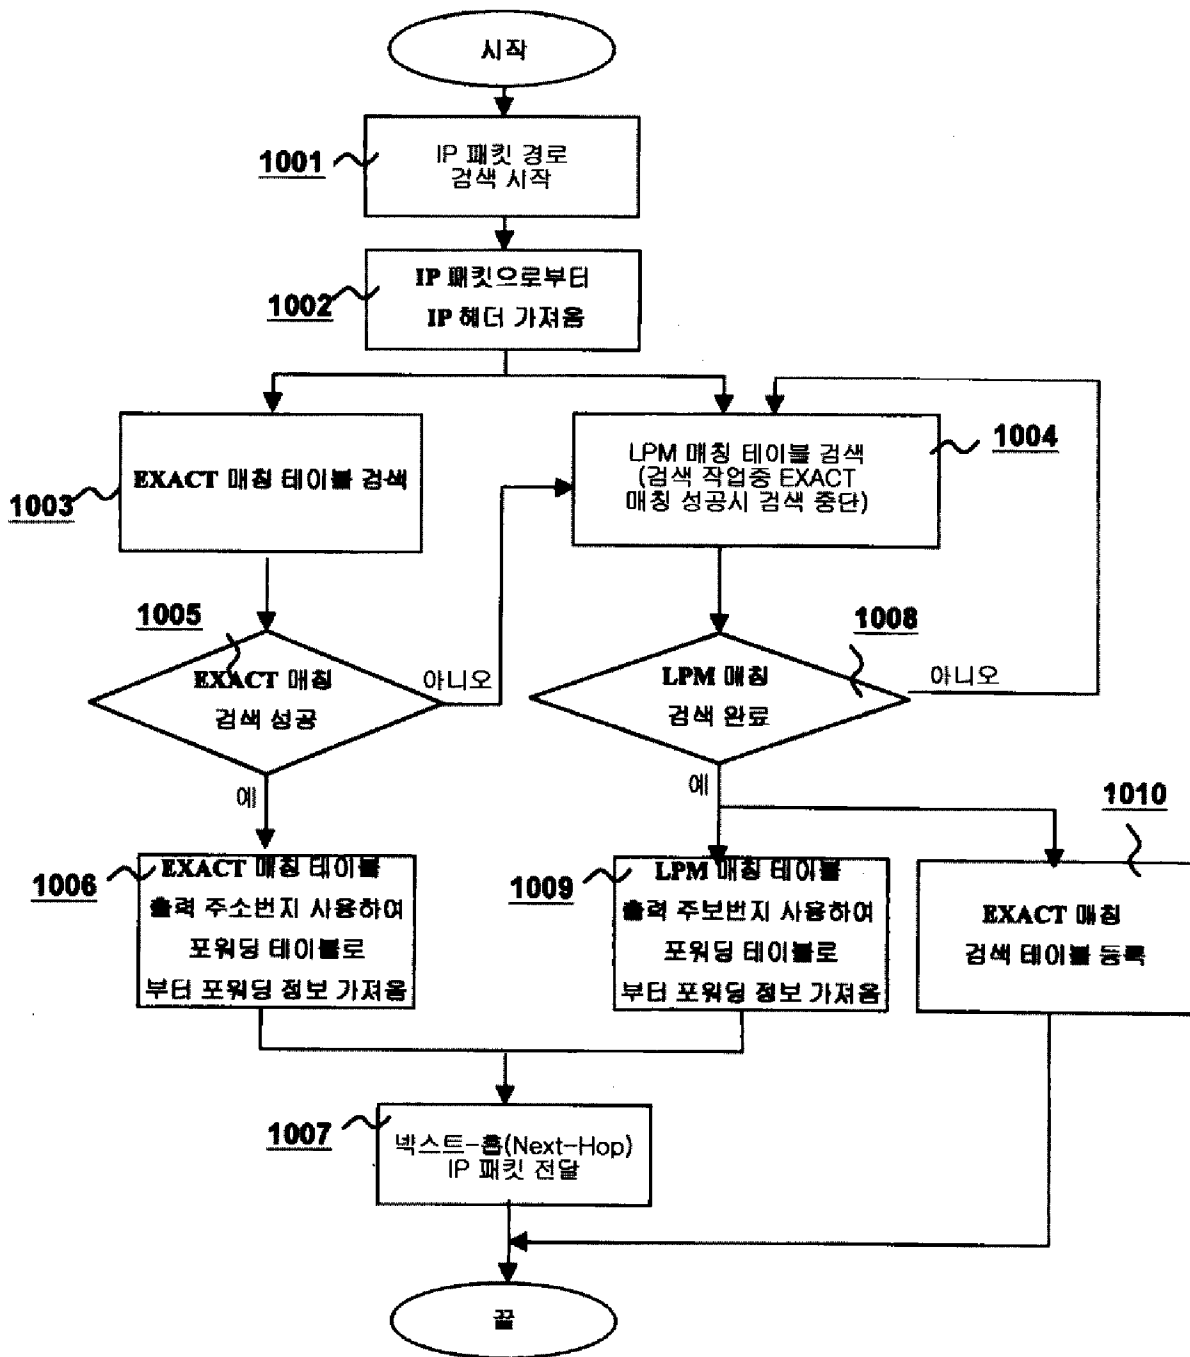 시작
1001
IP 패킷 경로
검색 시작
1002
IP 패킷으로부터
IP 헤더 가져옴
1003
EXACT 매칭 테이블 검색
1004
LPM 매칭 테이블 검색
(검색 작업중 EXACT
매칭 성공시 검색 중단)
1005
EXACT 매칭
검색 성공
아니오
예
1008
LPM 매칭
검색 완료
아니오
예
1006
EXACT 매칭 테이블
출력 주소번지 사용하여
포워딩 테이블로
부터 포워딩 정보 가져옴
1009
LPM 매칭 테이블
출력 주보번지 사용하여
포워딩 테이블로
부터 포워딩 정보 가져옴
1010
EXACT 매칭
검색 테이블 등록
1007
넥스트-홉(Next-Hop)
IP 패킷 전달
끝